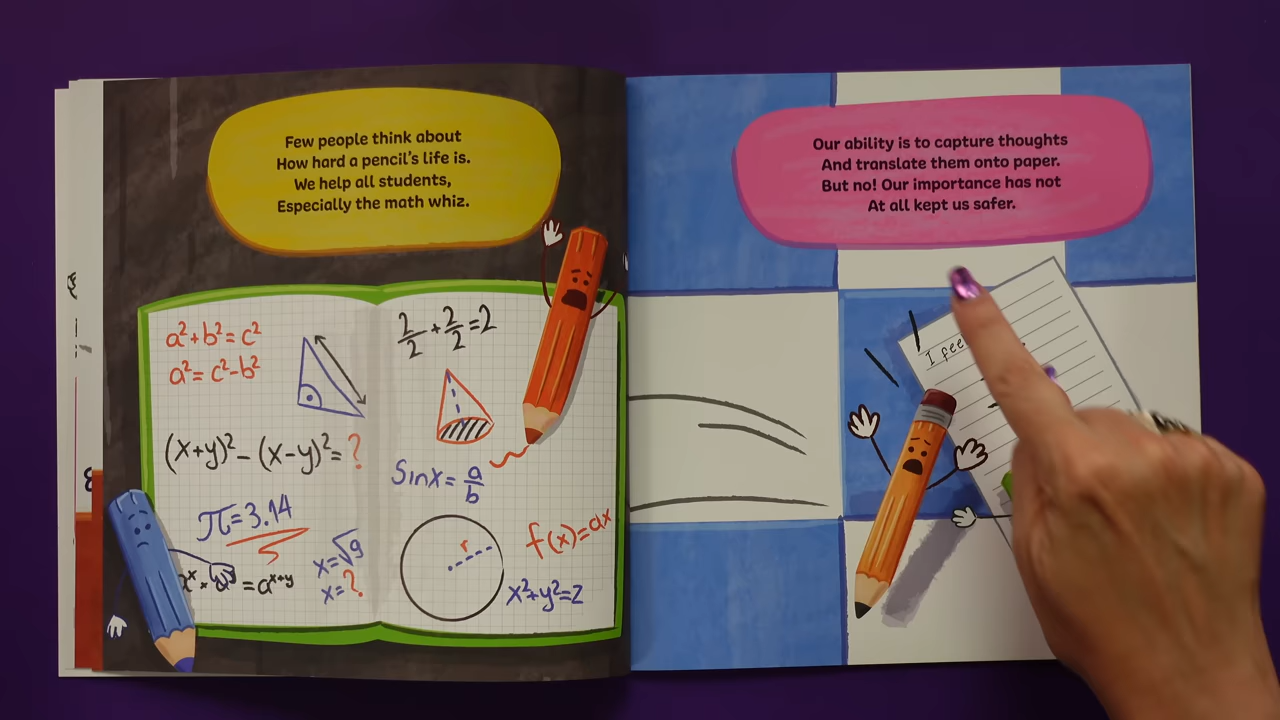 Few people think about
How hard a pencil's life is.
We help all students,
Especially the math whiz.
a²+b²=c²
a²=c²-b²
(x+y)²-(x-y)²=?
π=3.14
x=√9
x=?
=aˣ⁺ʸ
2/2+2/2=2
Sinx=a/b
r
f(x)=ax
x²+y²=z
Our ability is to capture thoughts
And translate them onto paper.
But no! Our importance has not
At all kept us safer.
I